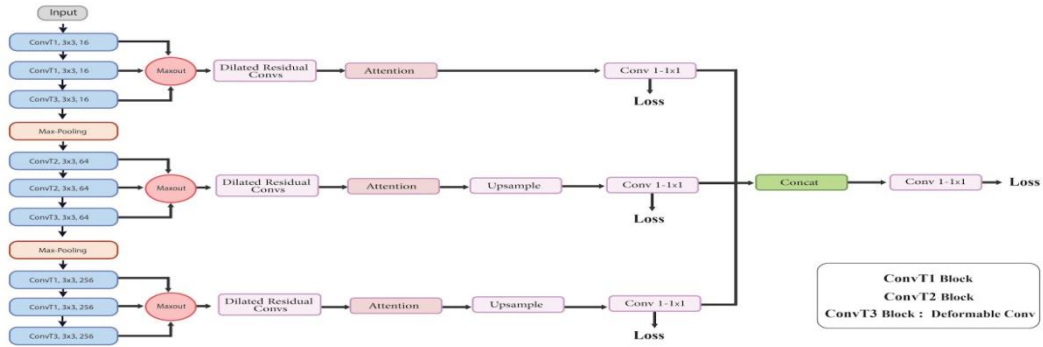 Input
ConvT1, 3x3, 16
ConvT1, 3x3, 16
ConvT3, 3x3, 16
Maxout
Dilated Residual
Convs
Attention
Conv 1-1x1
Loss
Max-Pooling
ConvT2, 3x3, 64
ConvT2, 3x3, 64
ConvT3, 3x3, 64
Maxout
Dilated Residual
Convs
Attention
Upsample
Conv 1-1x1
Loss
Concat
Conv 1-1x1
Loss
Max-Pooling
ConvT1, 3x3, 256
ConvT1, 3x3, 256
ConvT3, 3x3, 256
Maxout
Dilated Residual
Convs
Attention
Upsample
Conv 1-1x1
Loss
ConvT1 Block
ConvT2 Block
ConvT3 Block : Deformable Conv